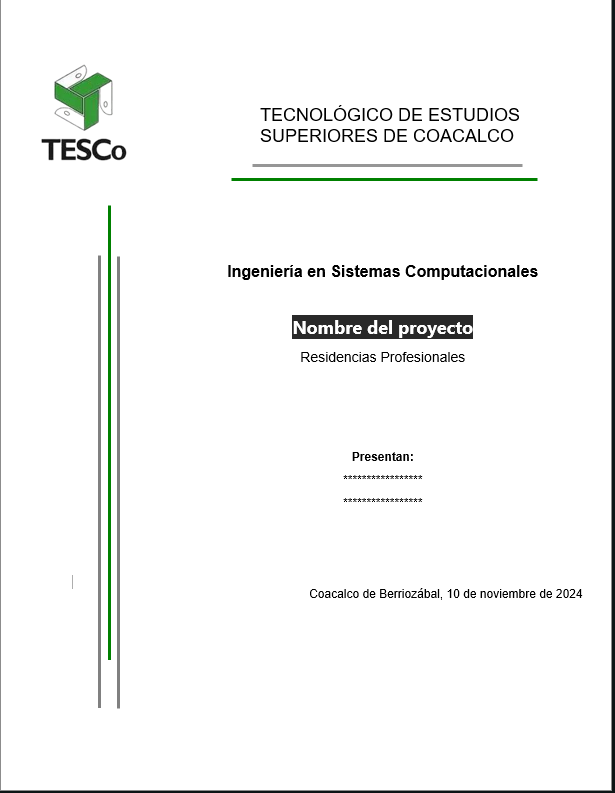 TESCo
TECNOLÓGICO DE ESTUDIOS
SUPERIORES DE COACALCO
Ingeniería en Sistemas Computacionales
Nombre del proyecto
Residencias Profesionales
Presentan:
*****************
*****************
Coacalco de Berriozábal, 10 de noviembre de 2024